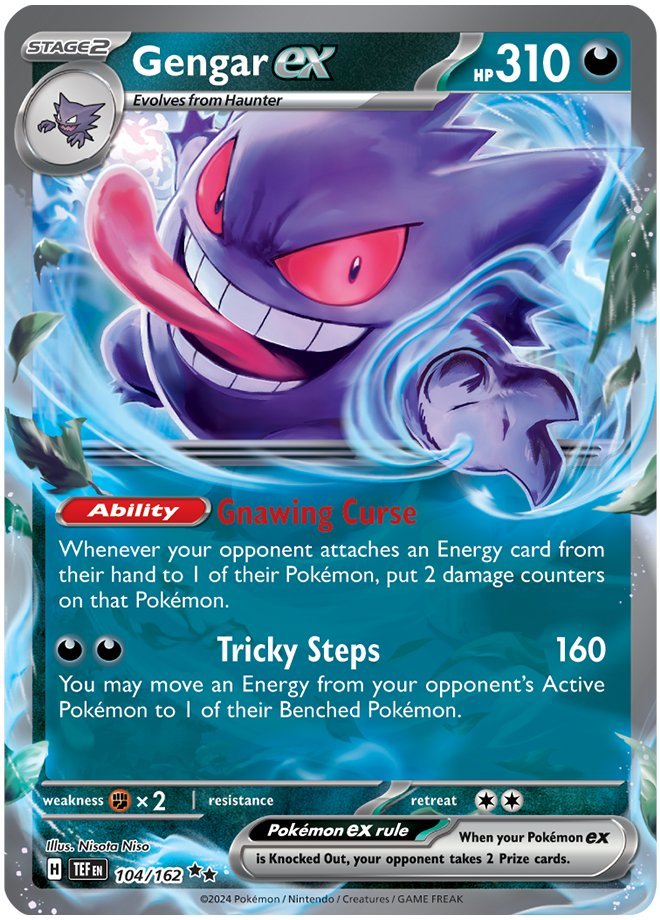 STAGE2
Gengar ex
HP310
Evolves from Haunter
Ability Gnawing Curse
Whenever your opponent attaches an Energy card from
their hand to 1 of their Pokémon, put 2 damage counters
on that Pokémon.
Tricky Steps 160
You may move an Energy from your opponent's Active
Pokémon to 1 of their Benched Pokémon.
weakness ×2 resistance retreat
Illus. Nisota Niso
Pokémon ex rule When your Pokémon ex
is Knocked Out, your opponent takes 2 Prize cards.
H TEF EN 104/162
©2024 Pokémon / Nintendo / Creatures / GAME FREAK